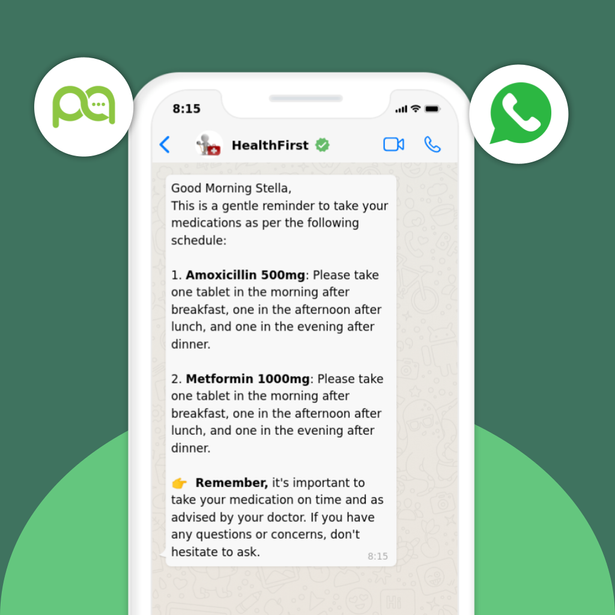 8:15
HealthFirst
Good Morning Stella,
This is a gentle reminder to take your
medications as per the following
schedule:
1. Amoxicillin 500mg: Please take
one tablet in the morning after
breakfast, one in the afternoon after
lunch, and one in the evening after
dinner.
2. Metformin 1000mg: Please take
one tablet in the morning after
breakfast, one in the afternoon after
lunch, and one in the evening after
dinner.
👉 Remember, it's important to
take your medication on time and as
advised by your doctor. If you have
any questions or concerns, don't
hesitate to ask.
8:15